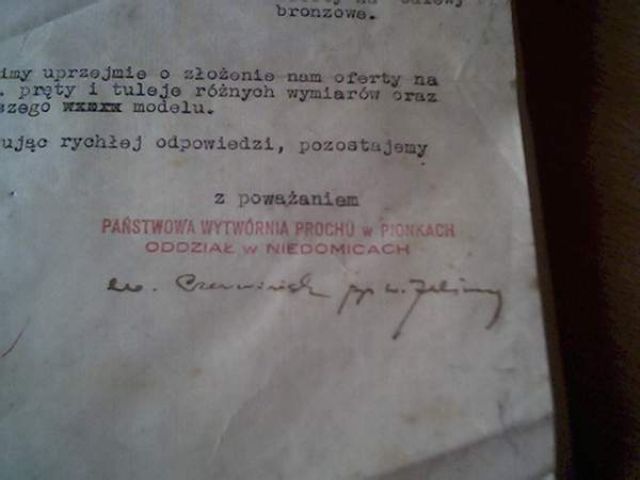 bronzowe.
imy uprzejmie o złożenie nam oferty na
. pręty i tuleje różnych wymiarów oraz
szego modelu.
ując rychłej odpowiedzi, pozostajemy
z poważaniem
PAŃSTWOWA WYTWÓRNIA PROCHU w PIONKACH
ODDZIAŁ w NIEDOMICACH